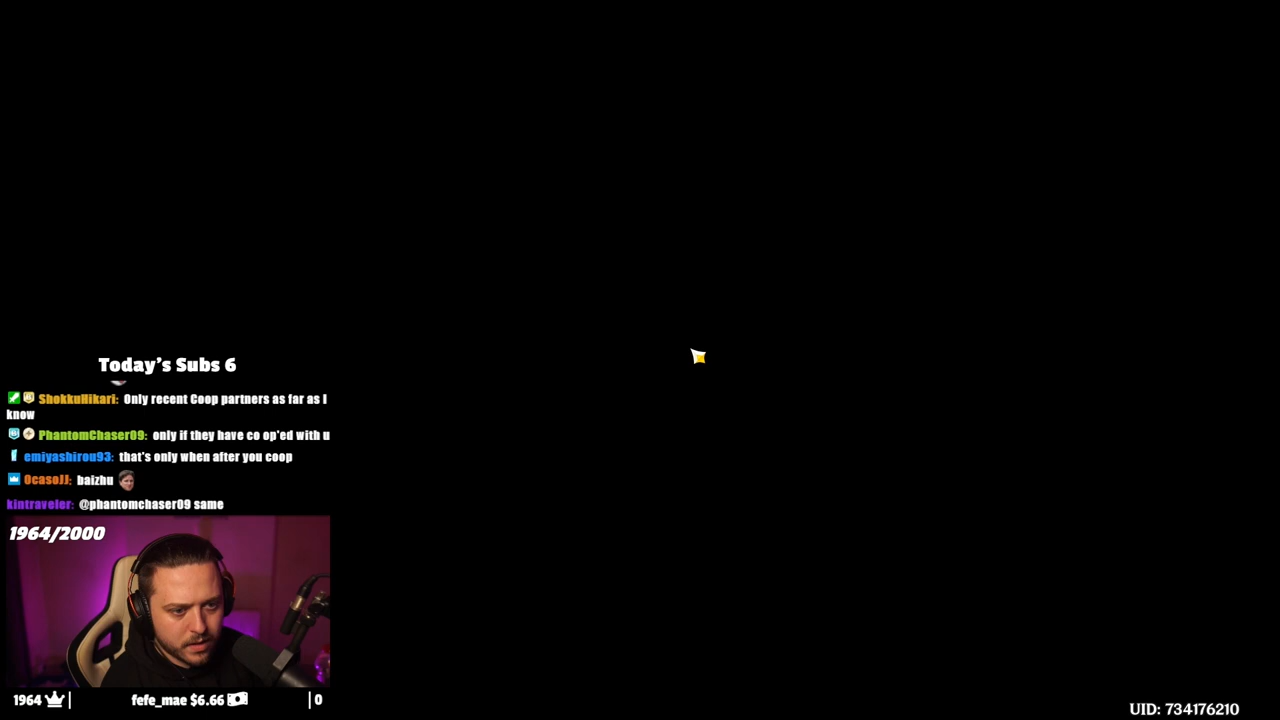 Today's Subs 6
ShokkuHikari: Only recent Coop partners as far as I
know
PhantomChaser09: only if they have co op'ed with u
emiyashirou93: that's only when after you coop
OcasoJJ: baizhu
kintraveler: @phantomchaser09 same
1964/2000
1964 | fefe_mae $6.66 | 0
UID: 734176210